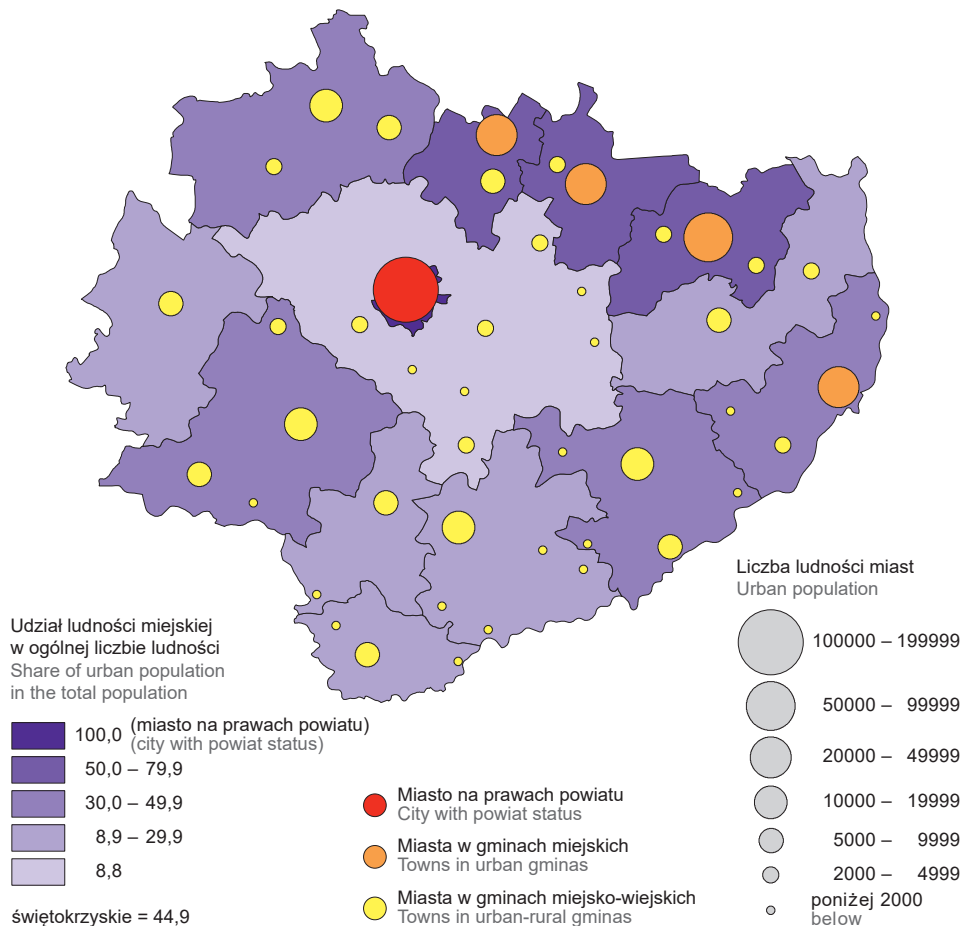 Udział ludności miejskiej
w ogólnej liczbie ludności
Share of urban population
in the total population
100,0 (miasto na prawach powiatu)
(city with powiat status)
50,0 – 79,9
30,0 – 49,9
8,9 – 29,9
8,8
świętokrzyskie = 44,9
Miasto na prawach powiatu
City with powiat status
Miasta w gminach miejskich
Towns in urban gminas
Miasta w gminach miejsko-wiejskich
Towns in urban-rural gminas
Liczba ludności miast
Urban population
100000 – 199999
50000 – 99999
20000 – 49999
10000 – 19999
5000 – 9999
2000 – 4999
poniżej 2000
below